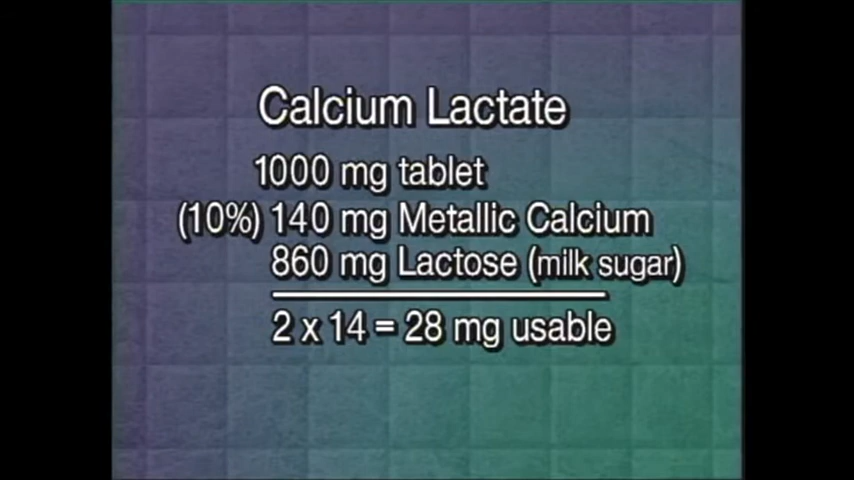 Calcium Lactate
1000 mg tablet
(10%) 140 mg Metallic Calcium
860 mg Lactose (milk sugar)
2 x 14 = 28 mg usable